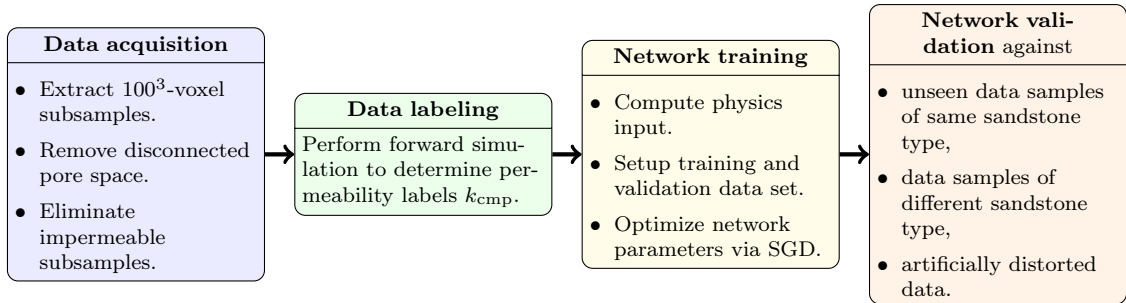 Data acquisition
• Extract 100³-voxel
subsamples.
• Remove disconnected
pore space.
• Eliminate
impermeable
subsamples.
Data labeling
Perform forward simu-
lation to determine per-
meability labels k_cmp.
Network training
• Compute physics
input.
• Setup training and
validation data set.
• Optimize network
parameters via SGD.
Network vali-
dation against
• unseen data samples
of same sandstone
type,
• data samples of
different sandstone
type,
• artificially distorted
data.